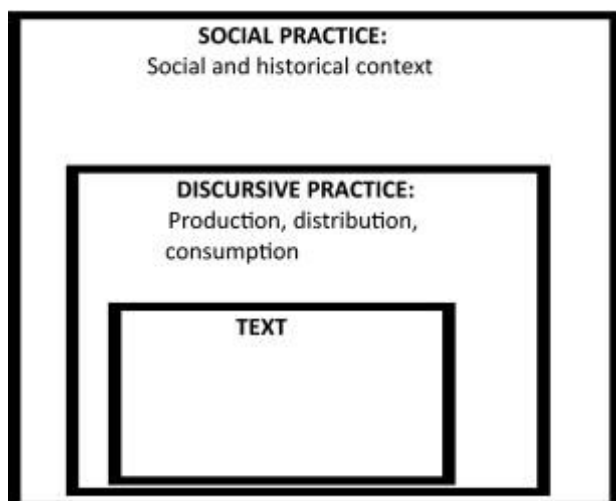 SOCIAL PRACTICE:
Social and historical context
DISCURSIVE PRACTICE:
Production, distribution,
consumption
TEXT